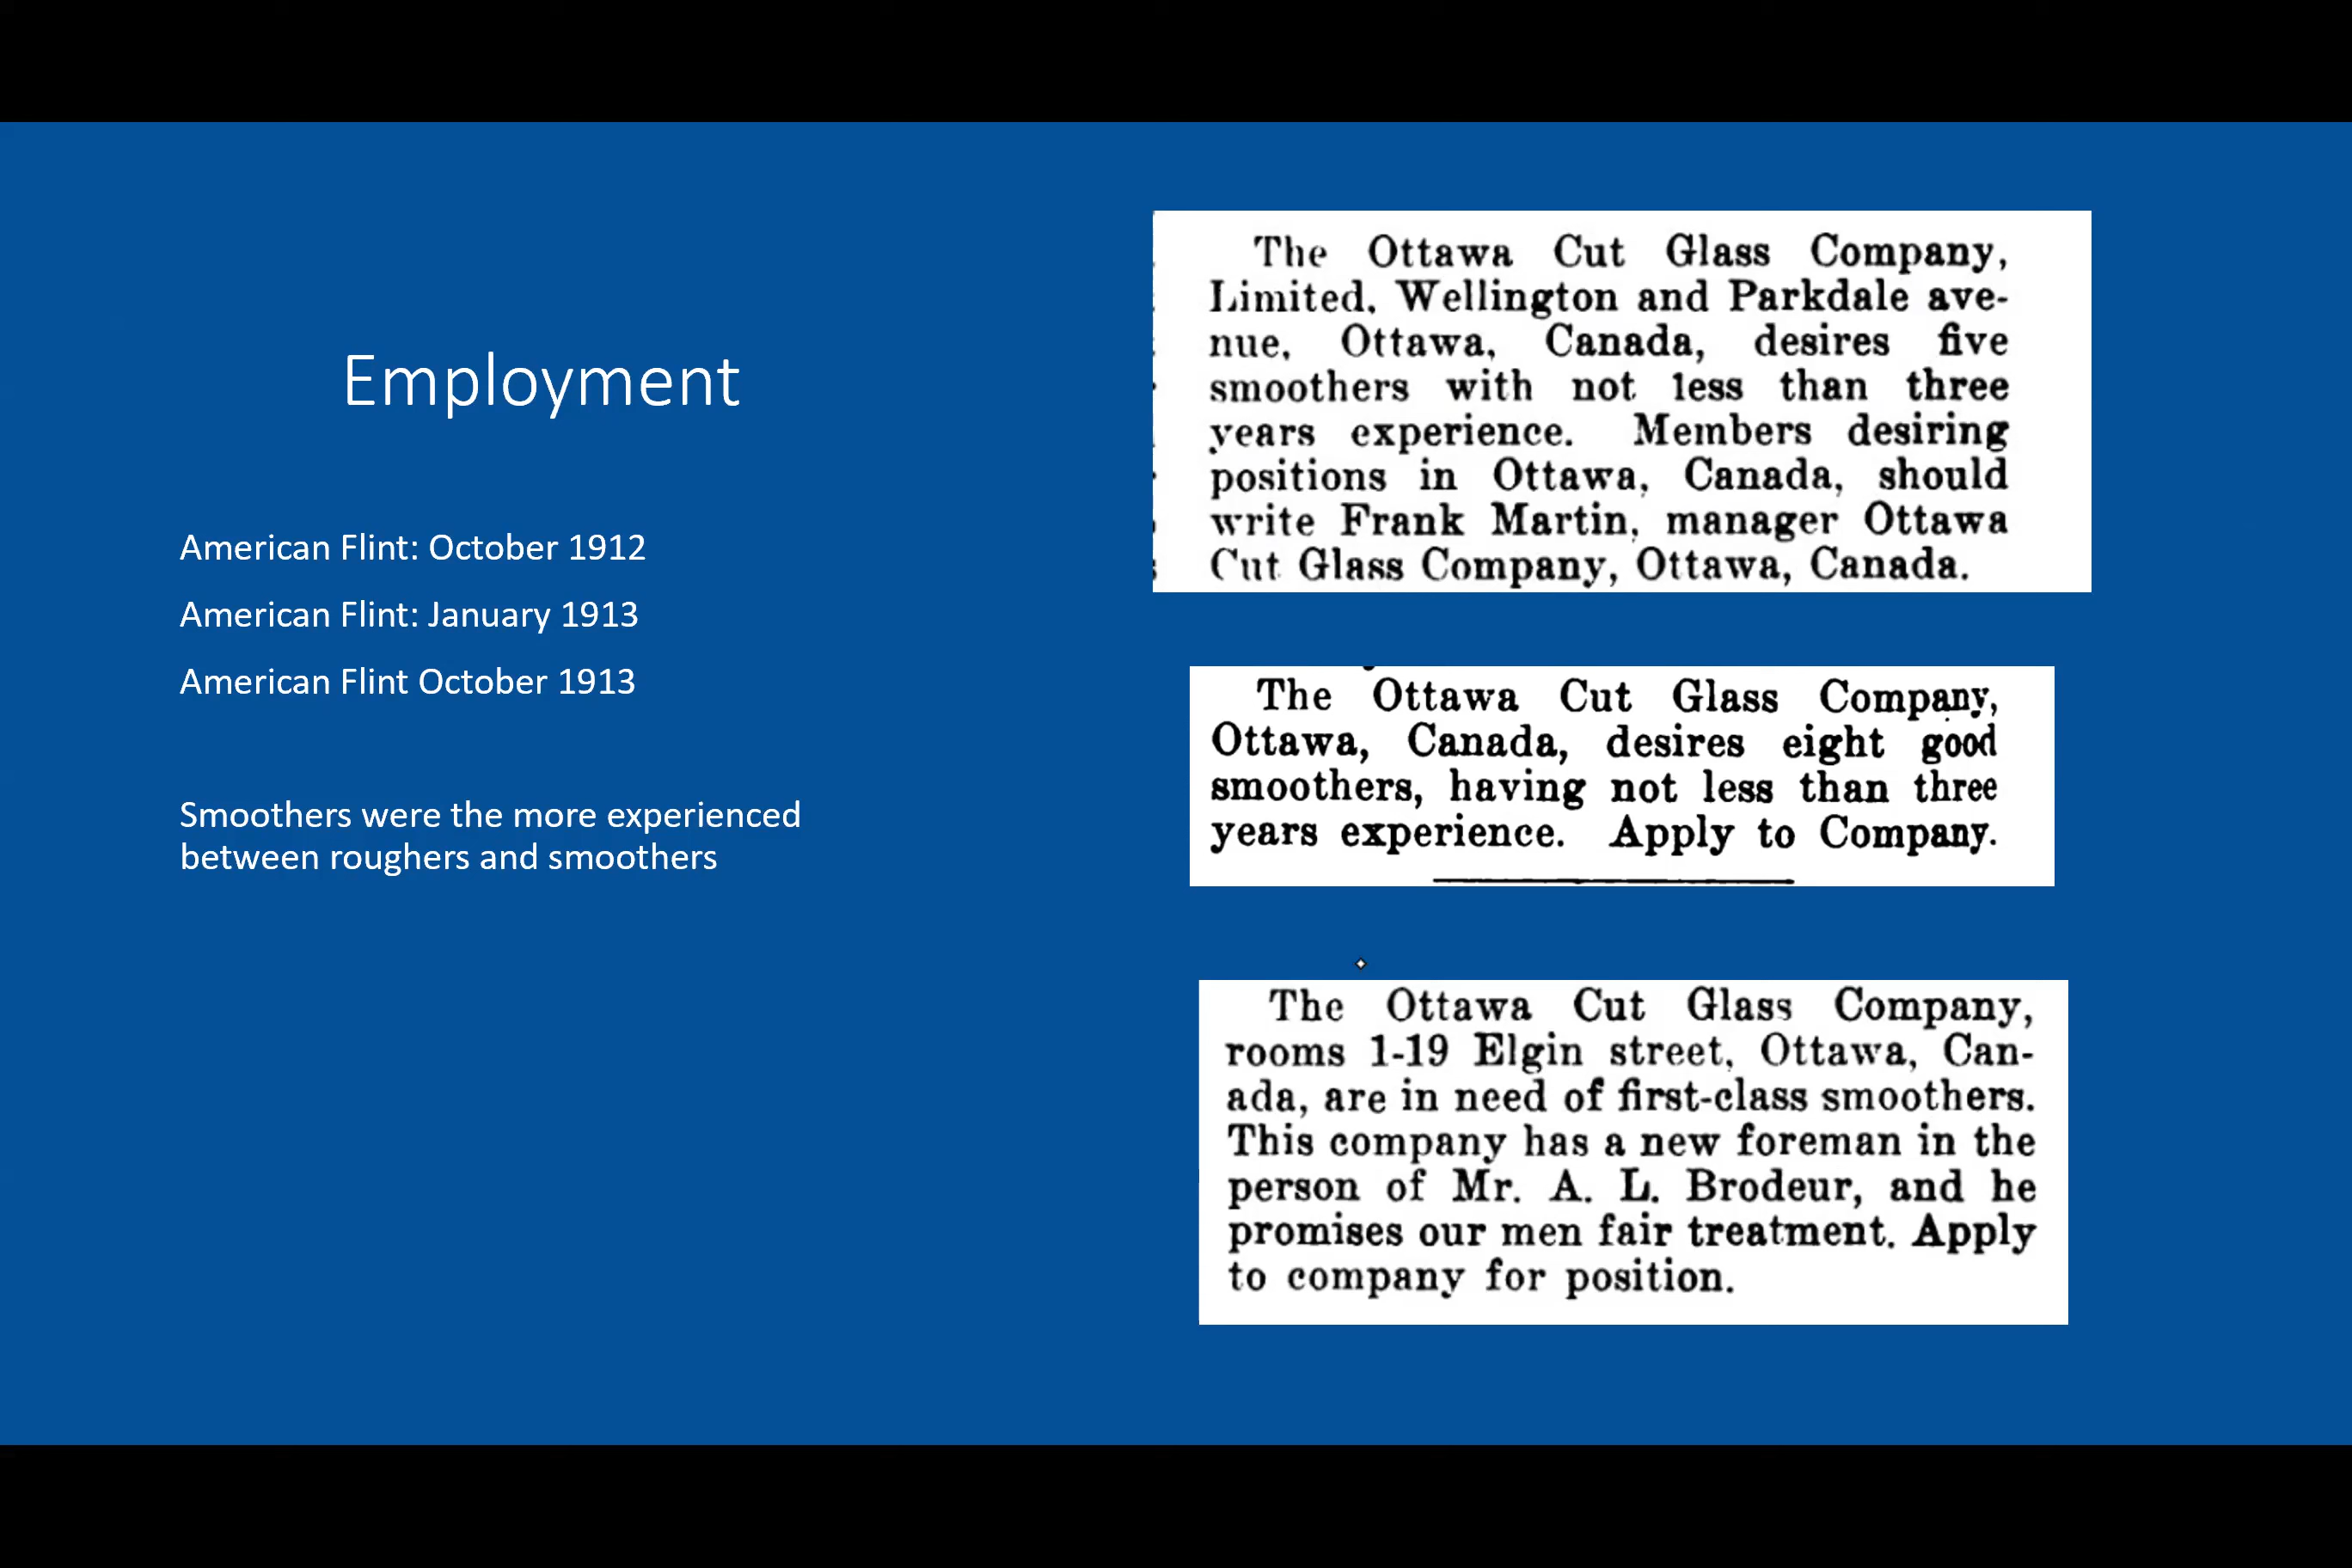 Employment
American Flint: October 1912
American Flint: January 1913
American Flint October 1913
Smoothers were the more experienced
between roughers and smoothers
The Ottawa Cut Glass Company,
Limited, Wellington and Parkdale ave-
nue, Ottawa, Canada, desires five
smoothers with not less than three
years experience. Members desiring
positions in Ottawa, Canada, should
write Frank Martin, manager Ottawa
Cut Glass Company, Ottawa, Canada.
The Ottawa Cut Glass Company,
Ottawa, Canada, desires eight good
smoothers, having not less than three
years experience. Apply to Company.
The Ottawa Cut Glass Company,
rooms 1-19 Elgin street, Ottawa, Can-
ada, are in need of first-class smoothers.
This company has a new foreman in the
person of Mr. A. L. Brodeur, and he
promises our men fair treatment. Apply
to company for position.